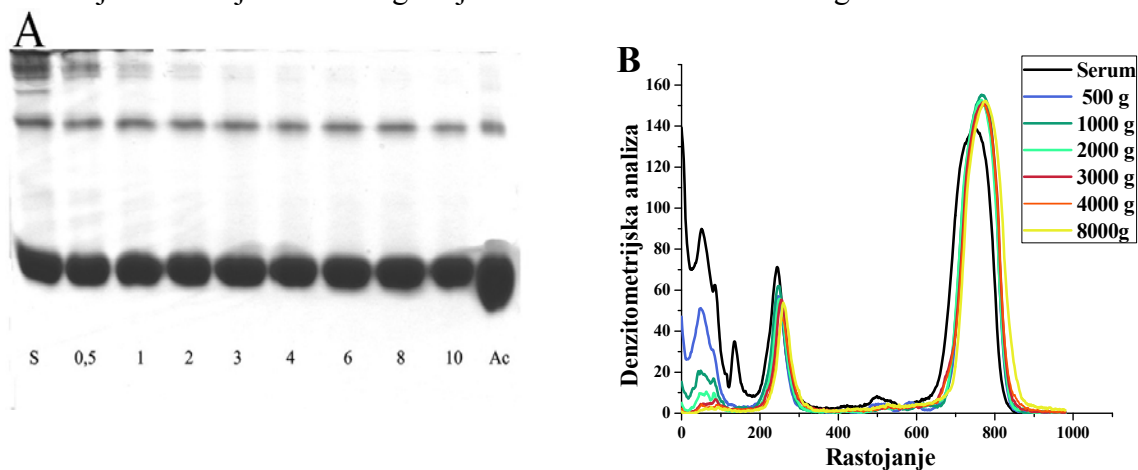 A
S 0,5 1 2 3 4 6 8 10 Ac
B
Denzitometrijska analiza
160
140
120
100
80
60
40
20
0
0 200 400 600 800 1000
Rastojanje
Serum
500 g
1000 g
2000 g
3000 g
4000 g
8000g